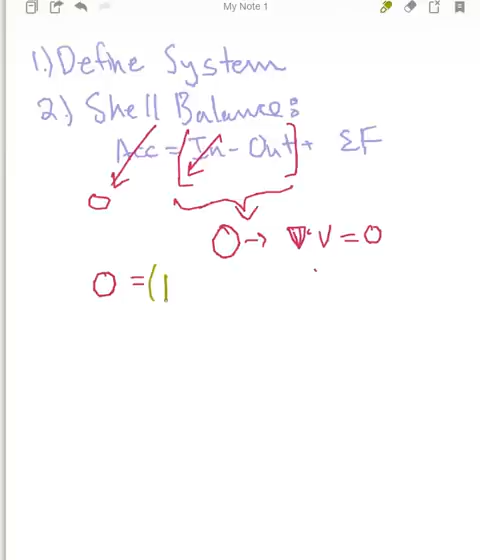 My Note 1
1.) Define System
2.) Shell Balance:
Acc = [In - Out] + ΣF
0
0 → ∇·V = 0
0 = (